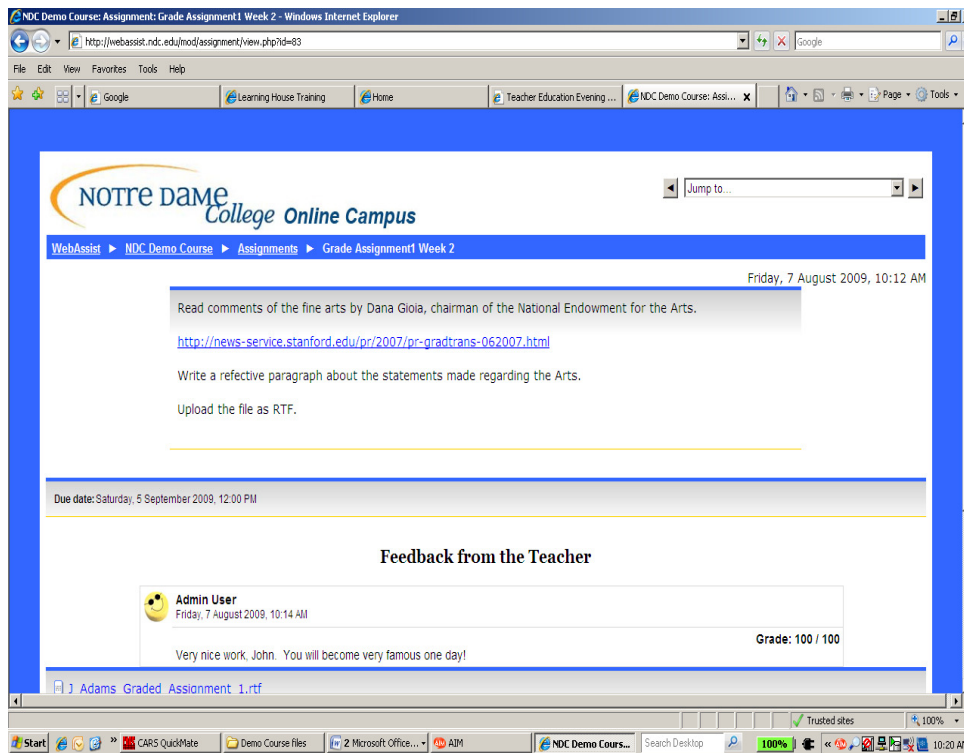 NDC Demo Course: Assignment: Grade Assignment1 Week 2 - Windows Internet Explorer
http://webassist.ndc.edu/mod/assignment/view.php?id=83
Google
File Edit View Favorites Tools Help
Google
Learning House Training
Home
Teacher Education Evening ...
NDC Demo Course: Assi...
Page
Tools
NOTRE DAME
College Online Campus
Jump to...
WebAssist ► NDC Demo Course ► Assignments ► Grade Assignment1 Week 2
Friday, 7 August 2009, 10:12 AM
Read comments of the fine arts by Dana Gioia, chairman of the National Endowment for the Arts.
http://news-service.stanford.edu/pr/2007/pr-gradtrans-062007.html
Write a refective paragraph about the statements made regarding the Arts.
Upload the file as RTF.
Due date: Saturday, 5 September 2009, 12:00 PM
Feedback from the Teacher
Admin User
Friday, 7 August 2009, 10:14 AM
Grade: 100 / 100
Very nice work, John. You will become very famous one day!
J_Adams_Graded_Assignment_1.rtf
Trusted sites
100%
Start
CARS QuickMate
Demo Course files
2 Microsoft Office...
AIM
NDC Demo Cours...
Search Desktop
100%
10:20 AM